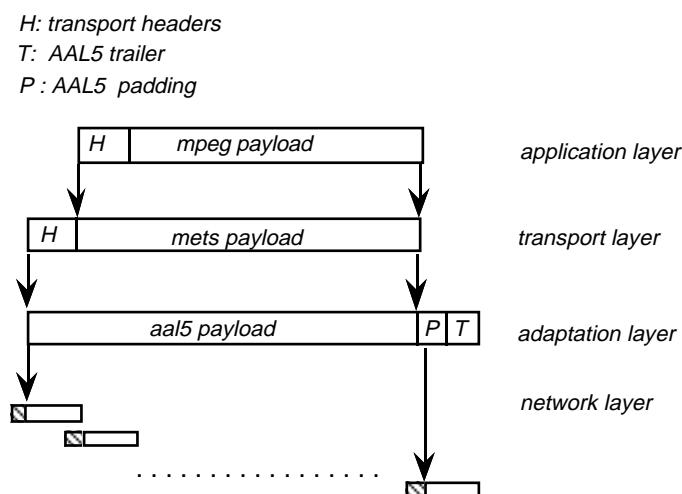 H: transport headers
T: AAL5 trailer
P : AAL5 padding
H mpeg payload application layer
H mets payload transport layer
aal5 payload P T adaptation layer
network layer
. . . . . . . . . . . . . . . . .